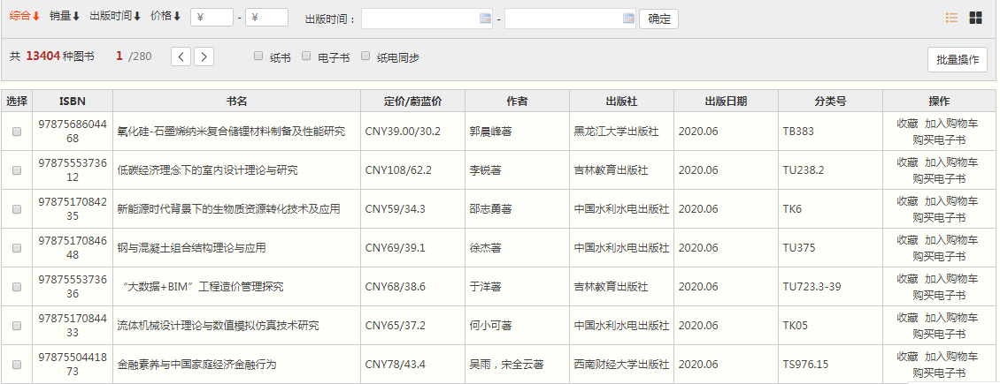 综合⬇ 销量⬇ 出版时间⬇ 价格⬇ ¥ - ¥ 出版时间： - 确定
共 13404 种图书 1 /280 < > 纸书 电子书 纸电同步 批量操作
选择 ISBN 书名 定价/蔚蓝价 作者 出版社 出版日期 分类号 操作
97875686044 氧化硅-石墨烯纳米复合储锂材料制备及性能研究 CNY39.00/30.2 郭晨峰著 黑龙江大学出版社 2020.06 TB383 收藏 加入购物车
68 购买电子书
97875553736 低碳经济理念下的室内设计理论与研究 CNY108/62.2 李锐著 吉林教育出版社 2020.06 TU238.2 收藏 加入购物车
12 购买电子书
97875170842 新能源时代背景下的生物质资源转化技术及应用 CNY59/34.3 邵志勇著 中国水利水电出版社 2020.06 TK6 收藏 加入购物车
35 购买电子书
97875170846 钢与混凝土组合结构理论与应用 CNY69/39.1 徐杰著 中国水利水电出版社 2020.06 TU375 收藏 加入购物车
48 购买电子书
97875553736 “大数据+BIM”工程造价管理探究 CNY68/38.6 于洋著 吉林教育出版社 2020.06 TU723.3-39 收藏 加入购物车
36 购买电子书
97875170844 流体机械设计理论与数值模拟仿真技术研究 CNY65/37.2 何小可著 中国水利水电出版社 2020.06 TK05 收藏 加入购物车
33 购买电子书
97875504418 金融素养与中国家庭经济金融行为 CNY78/43.4 吴雨，宋全云著 西南财经大学出版社 2020.06 TS976.15 收藏 加入购物车
73 购买电子书